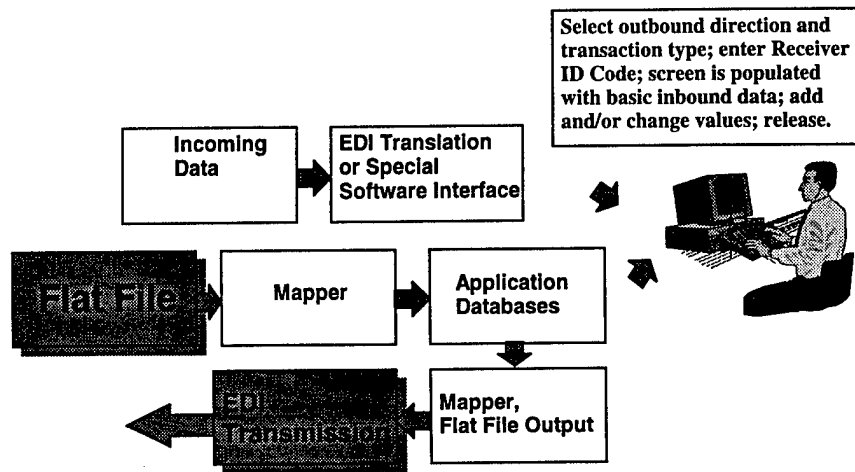 Select outbound direction and
transaction type; enter Receiver
ID Code; screen is populated
with basic inbound data; add
and/or change values; release.
Incoming
Data
EDI Translation
or Special
Software Interface
Flat File
Mapper
Application
Databases
EDI
Transmission
Mapper,
Flat File Output